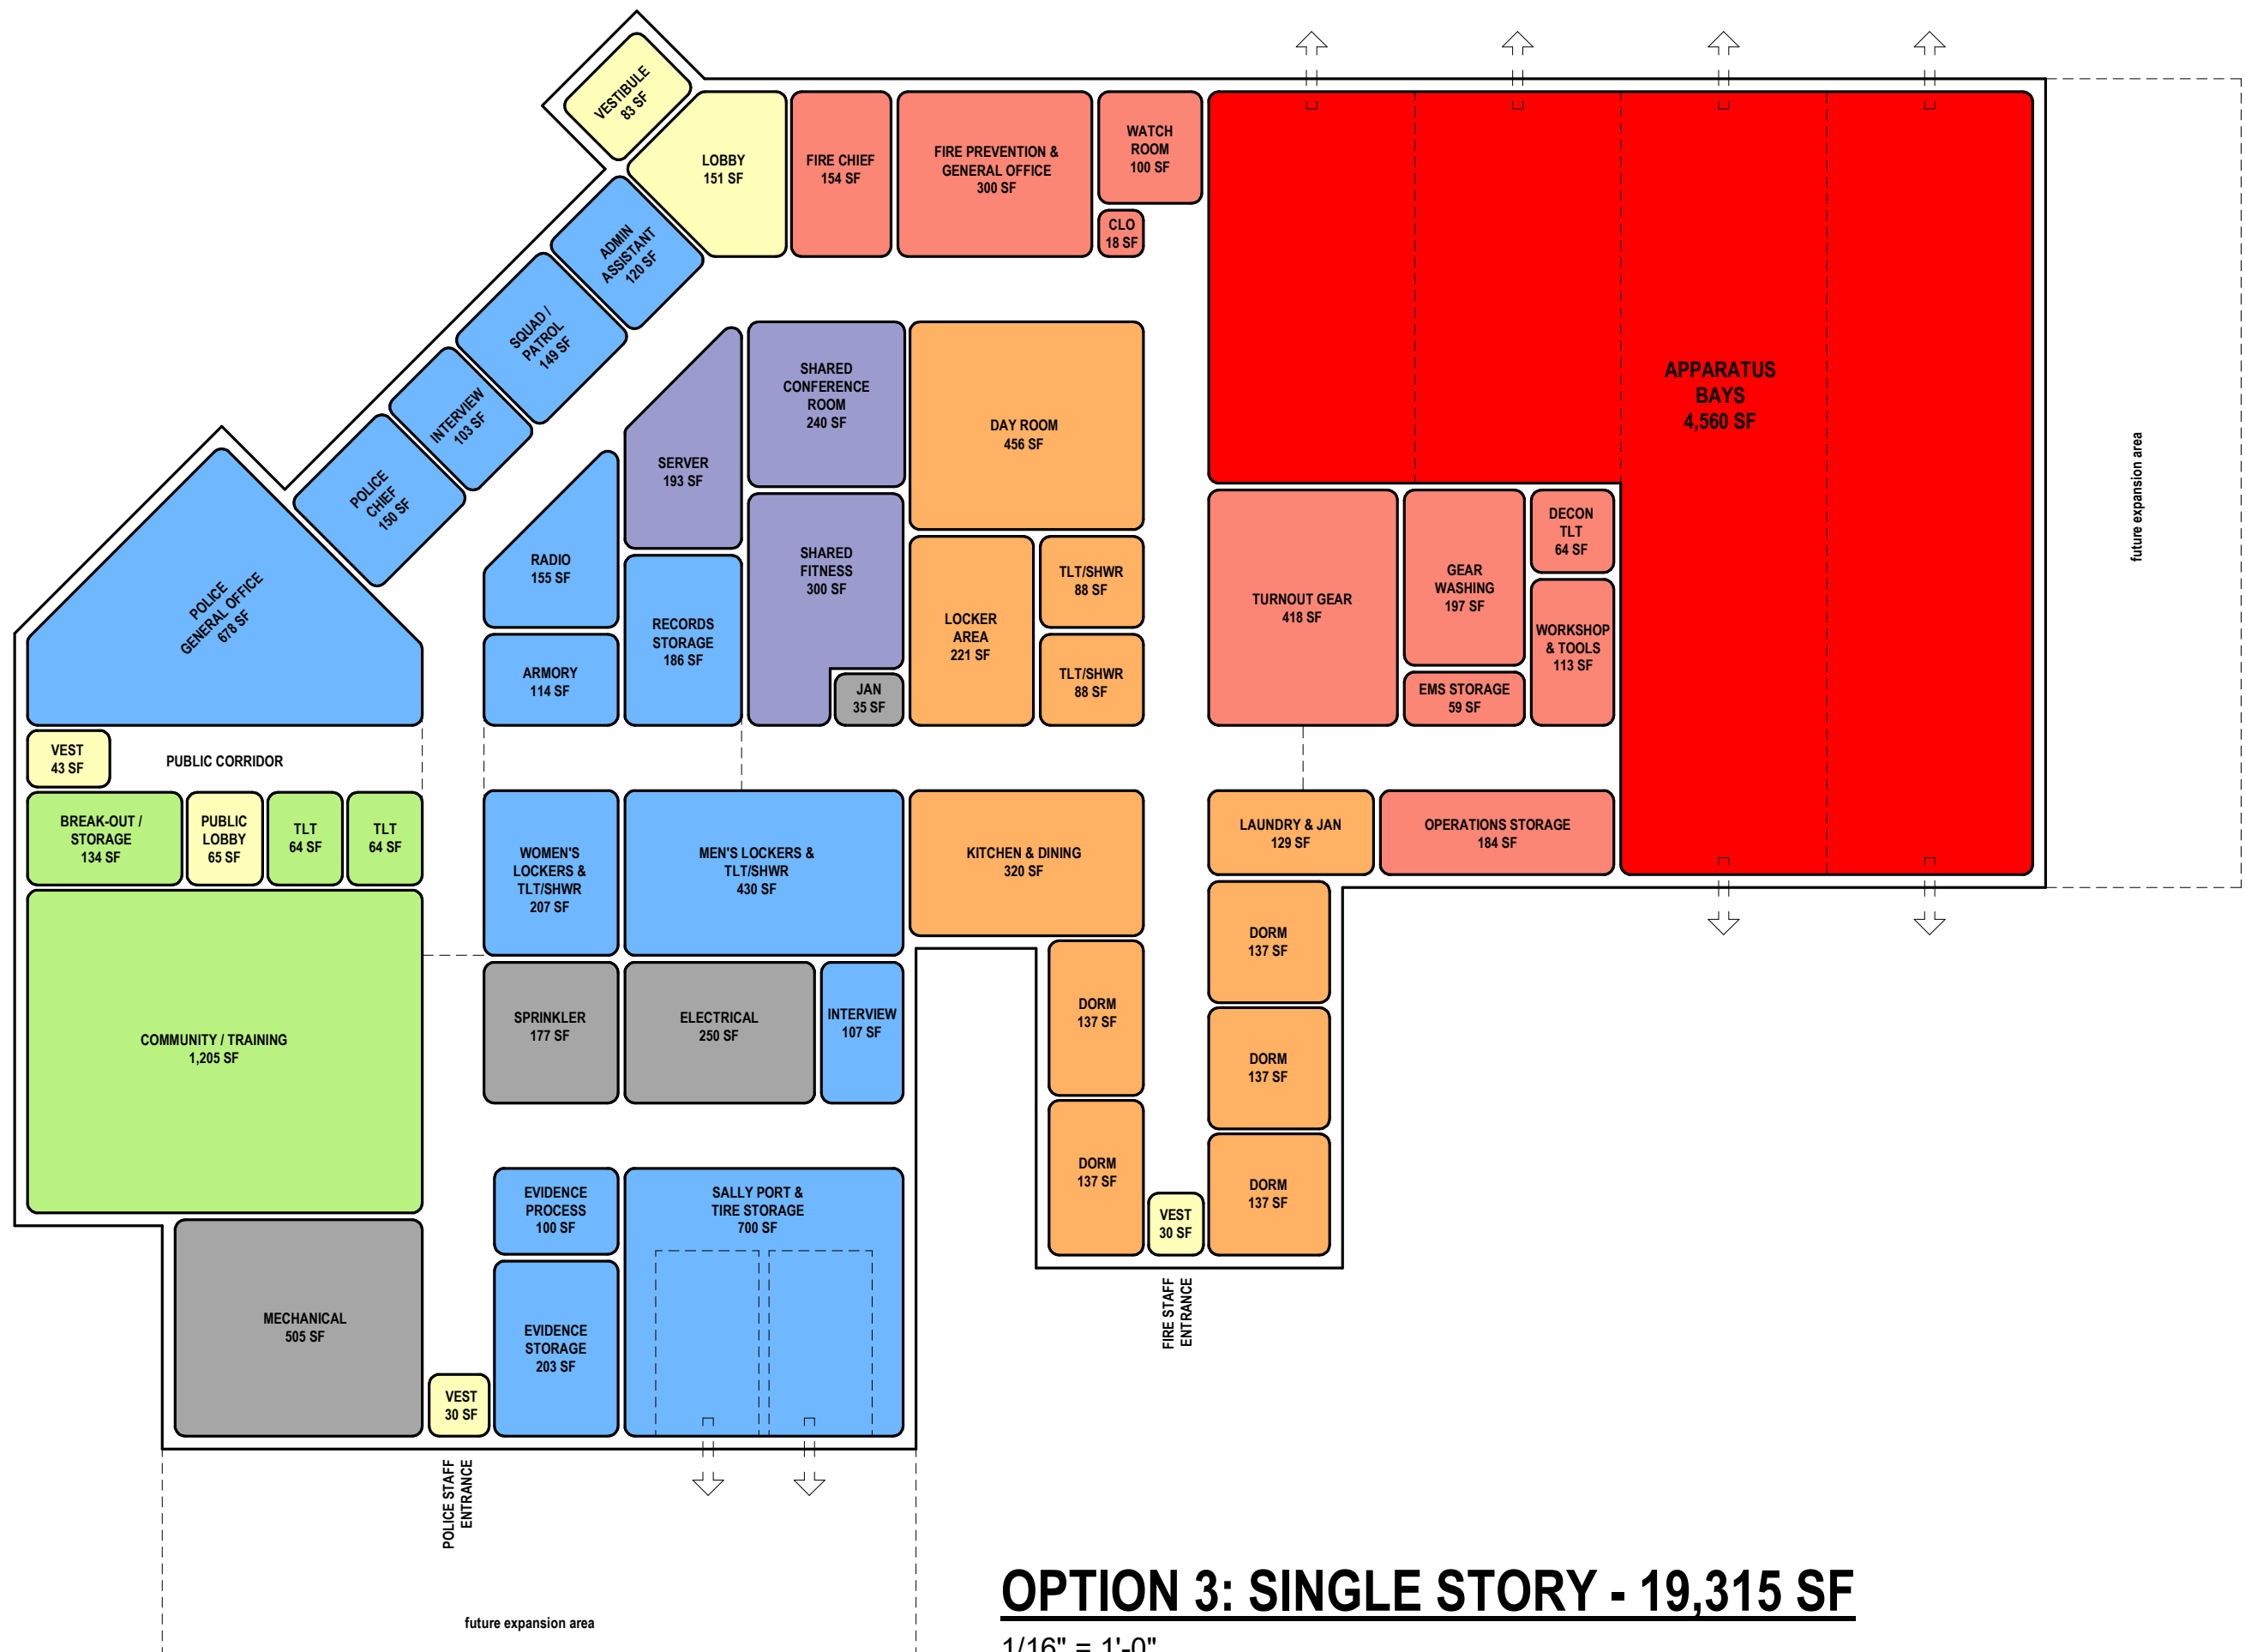 VESTIBULE
83 SF
LOBBY
151 SF
FIRE CHIEF
154 SF
FIRE PREVENTION &
GENERAL OFFICE
300 SF
WATCH
ROOM
100 SF
CLO
18 SF
ADMIN
ASSISTANT
120 SF
SQUAD /
PATROL
149 SF
INTERVIEW
103 SF
POLICE
CHIEF
150 SF
POLICE
GENERAL OFFICE
678 SF
SERVER
193 SF
SHARED
CONFERENCE
ROOM
240 SF
DAY ROOM
456 SF
APPARATUS
BAYS
4,560 SF
future expansion area
RADIO
155 SF
ARMORY
114 SF
RECORDS
STORAGE
186 SF
SHARED
FITNESS
300 SF
JAN
35 SF
LOCKER
AREA
221 SF
TLT/SHWR
88 SF
TLT/SHWR
88 SF
TURNOUT GEAR
418 SF
GEAR
WASHING
197 SF
DECON
TLT
64 SF
WORKSHOP
& TOOLS
113 SF
EMS STORAGE
59 SF
VEST
43 SF
PUBLIC CORRIDOR
BREAK-OUT /
STORAGE
134 SF
PUBLIC
LOBBY
65 SF
TLT
64 SF
TLT
64 SF
WOMEN'S
LOCKERS &
TLT/SHWR
207 SF
MEN'S LOCKERS &
TLT/SHWR
430 SF
KITCHEN & DINING
320 SF
LAUNDRY & JAN
129 SF
OPERATIONS STORAGE
184 SF
COMMUNITY / TRAINING
1,205 SF
SPRINKLER
177 SF
ELECTRICAL
250 SF
INTERVIEW
107 SF
DORM
137 SF
DORM
137 SF
DORM
137 SF
DORM
137 SF
DORM
137 SF
VEST
30 SF
FIRE STAFF
ENTRANCE
EVIDENCE
PROCESS
100 SF
SALLY PORT &
TIRE STORAGE
700 SF
MECHANICAL
505 SF
EVIDENCE
STORAGE
203 SF
VEST
30 SF
POLICE STAFF
ENTRANCE
future expansion area
OPTION 3: SINGLE STORY - 19,315 SF
1/16" = 1'-0"